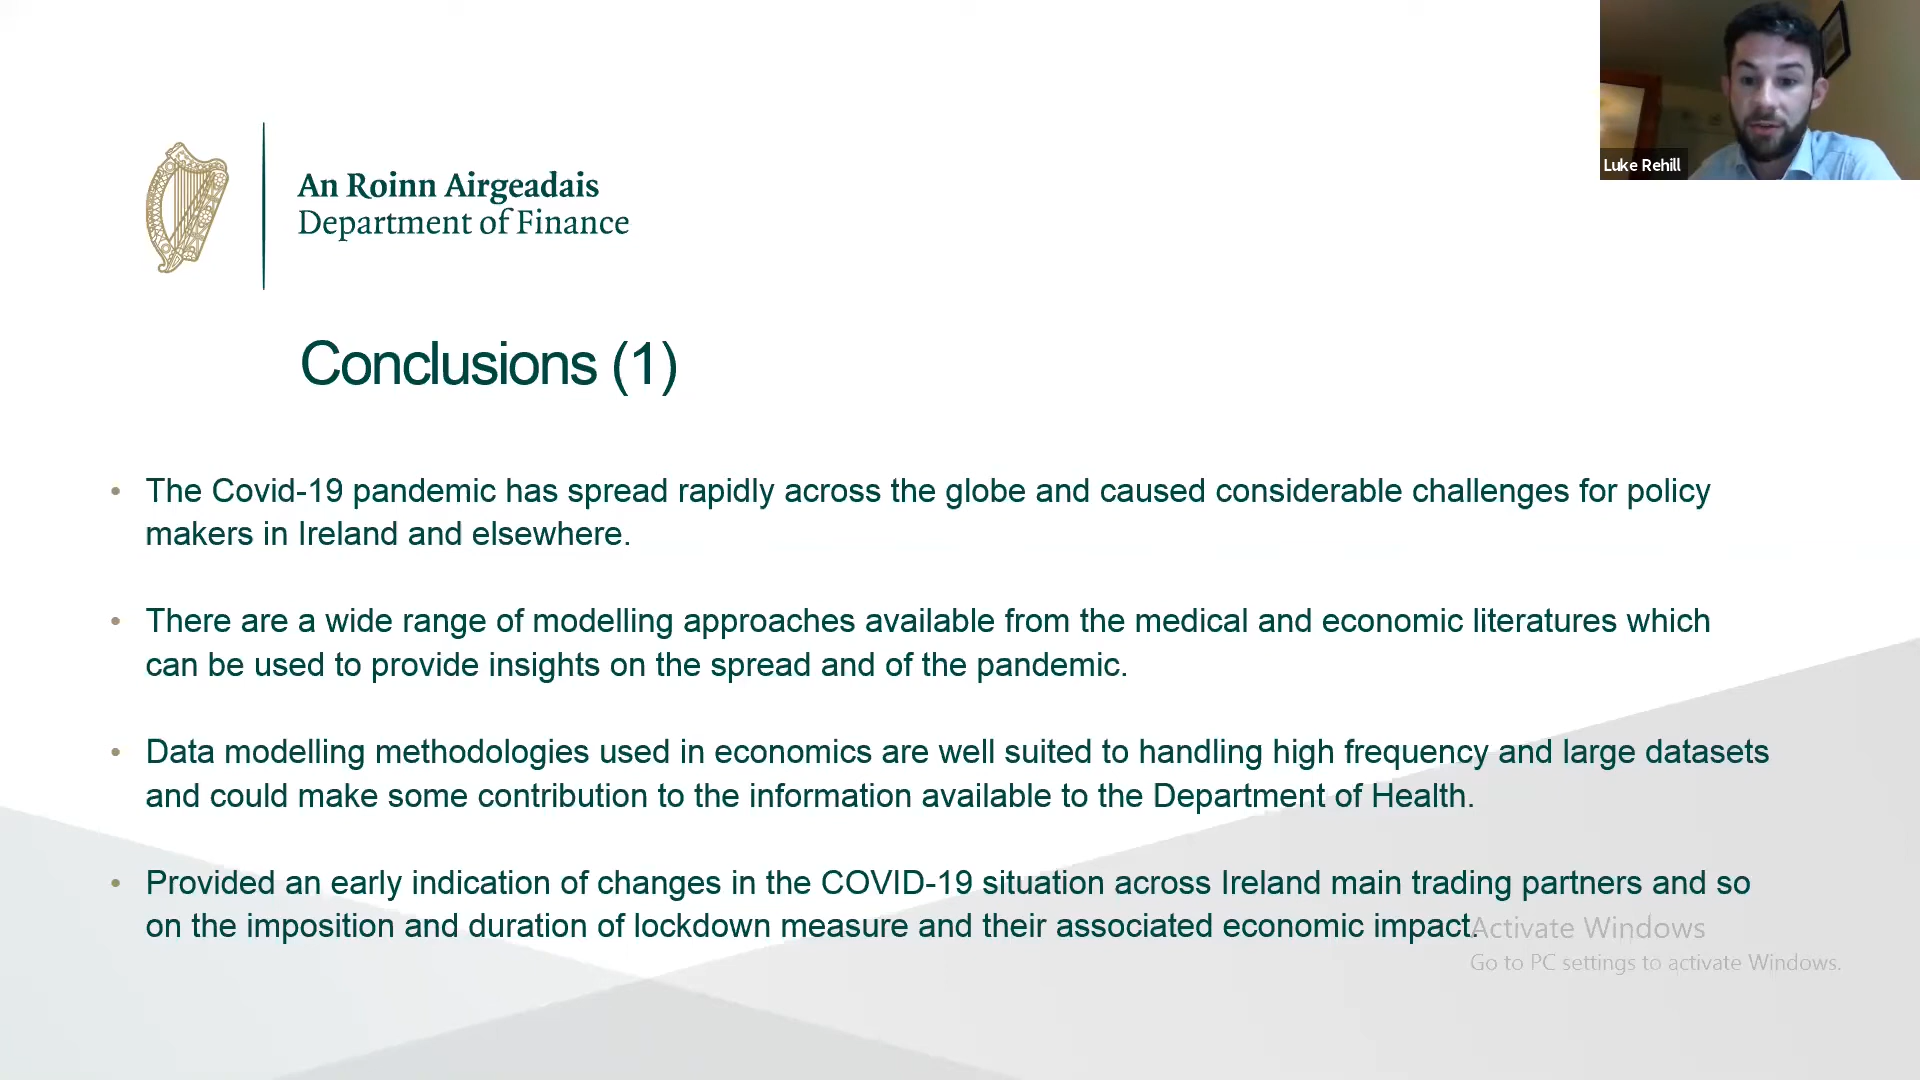 An Roinn Airgeadais
Department of Finance
Luke Rehill
Conclusions (1)
• The Covid-19 pandemic has spread rapidly across the globe and caused considerable challenges for policy
makers in Ireland and elsewhere.
• There are a wide range of modelling approaches available from the medical and economic literatures which
can be used to provide insights on the spread and of the pandemic.
• Data modelling methodologies used in economics are well suited to handling high frequency and large datasets
and could make some contribution to the information available to the Department of Health.
• Provided an early indication of changes in the COVID-19 situation across Ireland main trading partners and so
on the imposition and duration of lockdown measure and their associated economic impact.
Activate Windows
Go to PC settings to activate Windows.